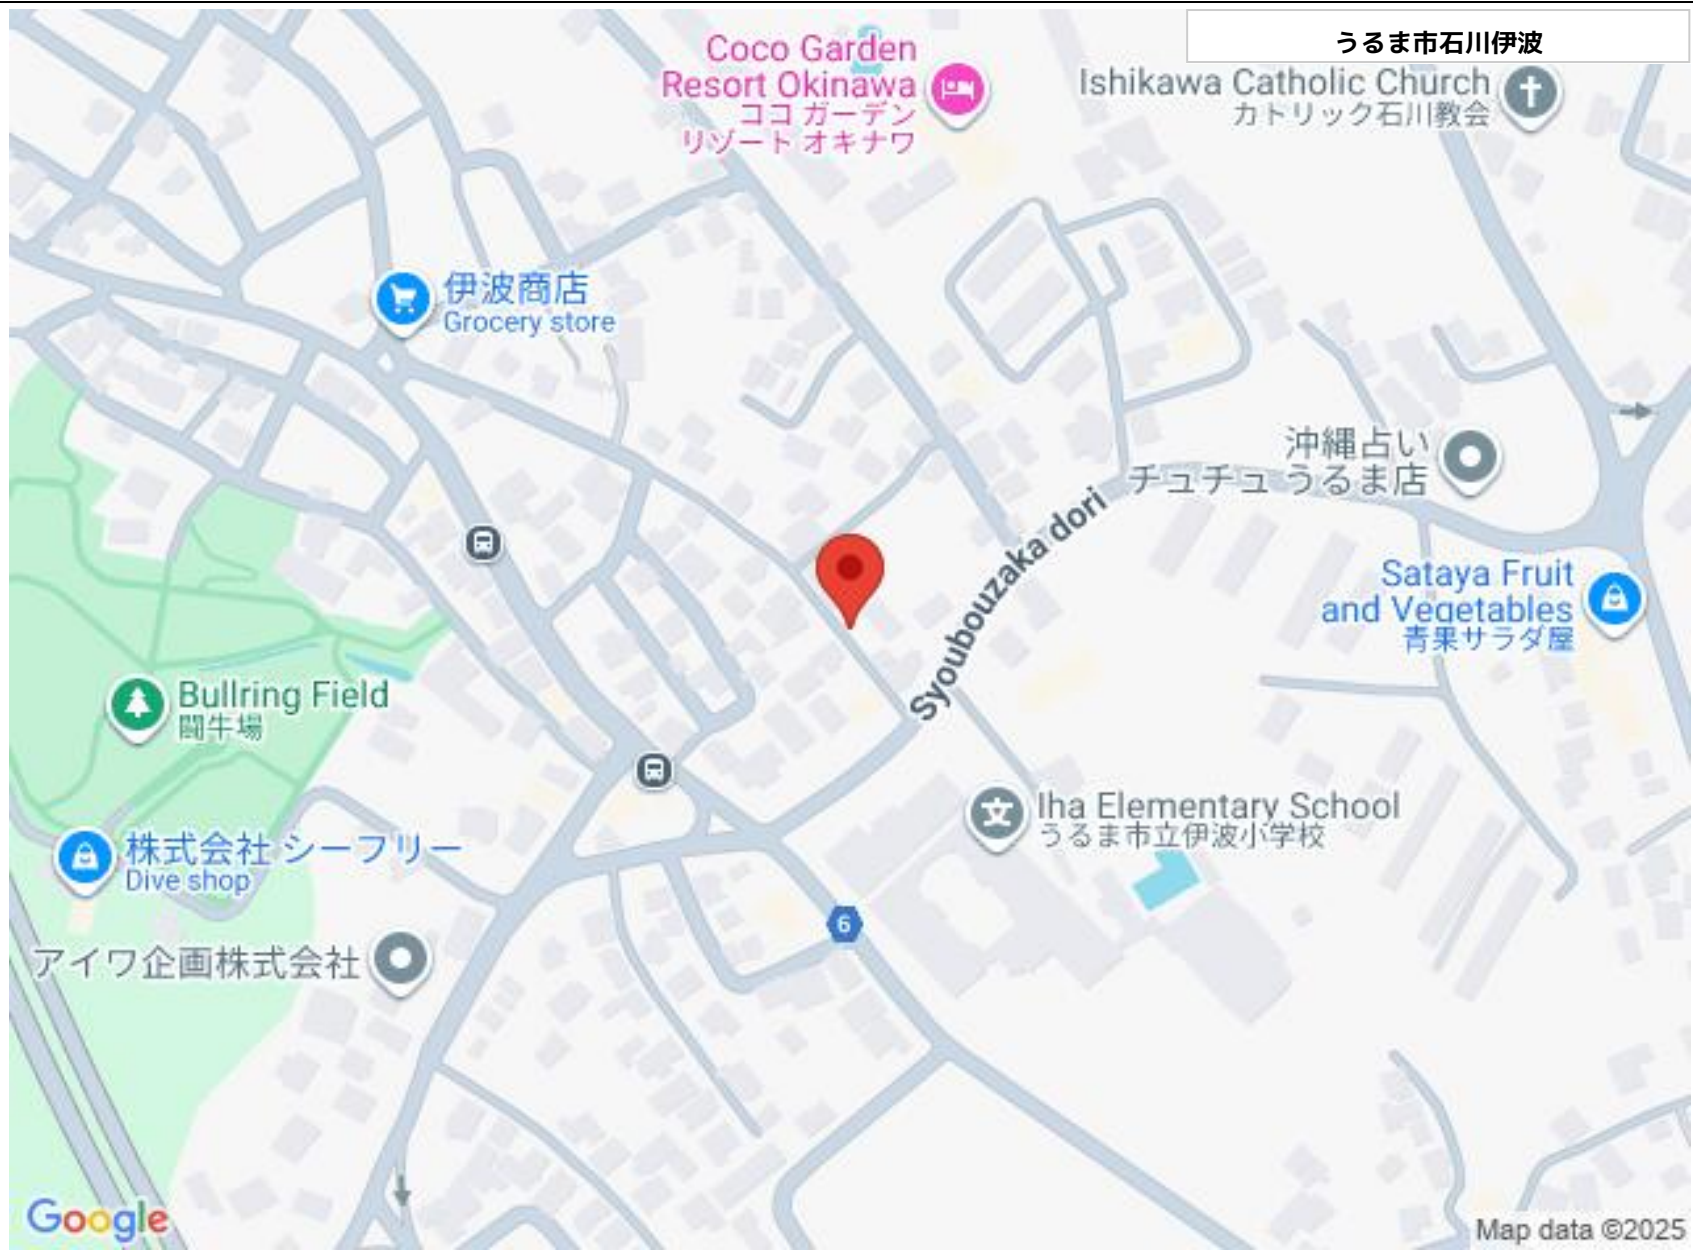 うるま市石川伊波
Coco Garden
Resort Okinawa
ココ ガーデン
リゾート オキナワ
Ishikawa Catholic Church
カトリック石川教会
伊波商店
Grocery store
沖縄占い
チュチュ うるま店
Syoubouzaka dori
Sataya Fruit
and Vegetables
青果サラダ屋
Bullring Field
闘牛場
Iha Elementary School
うるま市立伊波小学校
株式会社 シーフリー
Dive shop
6
アイワ企画株式会社
Google
Map data ©2025